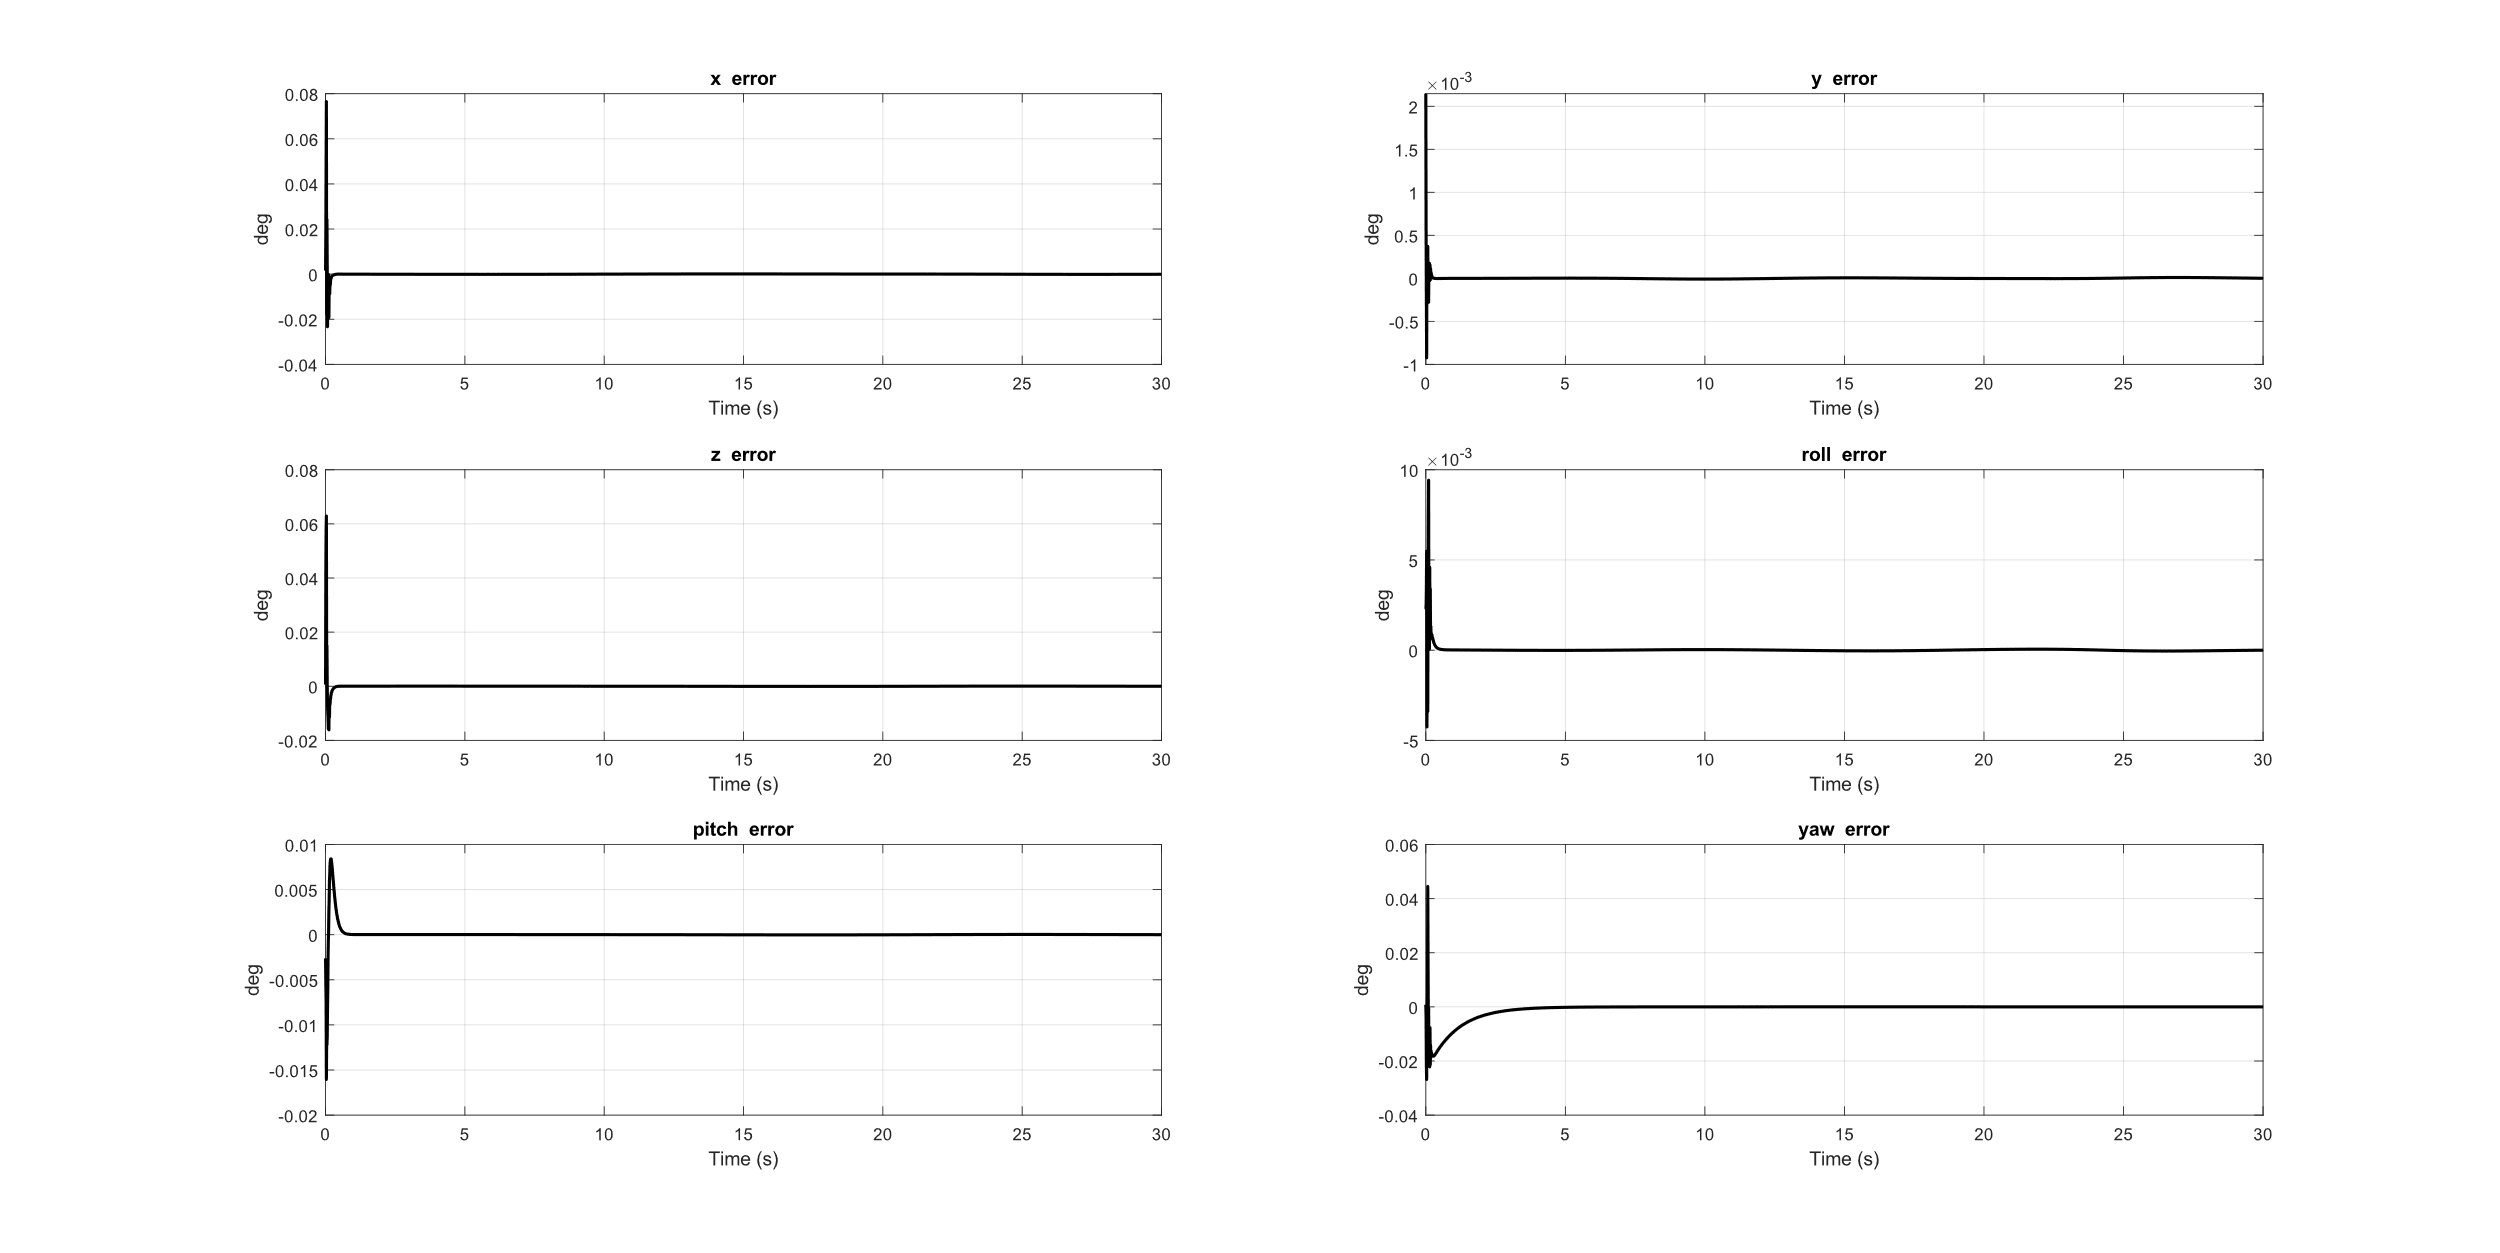 x error
0.08
0.06
0.04
0.02
0
-0.02
-0.04
deg
0 5 10 15 20 25 30
Time (s)
y error
× 10-3
2
1.5
1
0.5
0
-0.5
-1
deg
0 5 10 15 20 25 30
Time (s)
z error
0.08
0.06
0.04
0.02
0
-0.02
deg
0 5 10 15 20 25 30
Time (s)
roll error
× 10-3
10
5
0
-5
deg
0 5 10 15 20 25 30
Time (s)
pitch error
0.01
0.005
0
-0.005
-0.01
-0.015
-0.02
deg
0 5 10 15 20 25 30
Time (s)
yaw error
0.06
0.04
0.02
0
-0.02
-0.04
deg
0 5 10 15 20 25 30
Time (s)